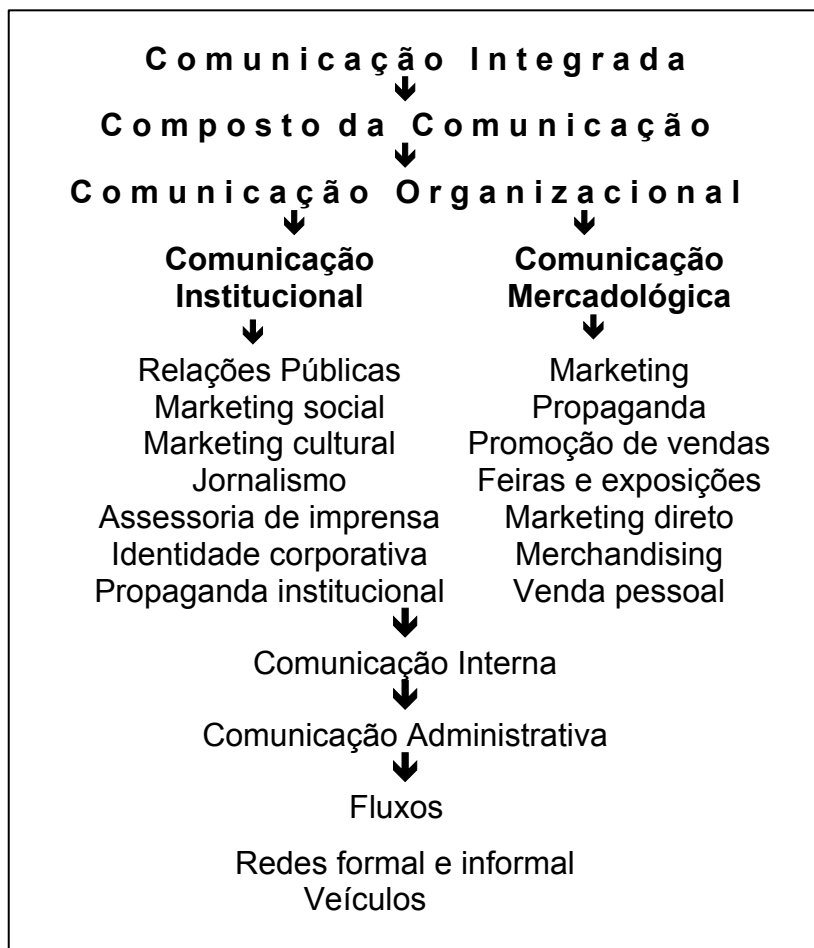 Comunicação Integrada
Composto da Comunicação
Comunicação Organizacional
Comunicação
Institucional
Comunicação
Mercadológica
Relações Públicas
Marketing social
Marketing cultural
Jornalismo
Assessoria de imprensa
Identidade corporativa
Propaganda institucional
Marketing
Propaganda
Promoção de vendas
Feiras e exposições
Marketing direto
Merchandising
Venda pessoal
Comunicação Interna
Comunicação Administrativa
Fluxos
Redes formal e informal
Veículos